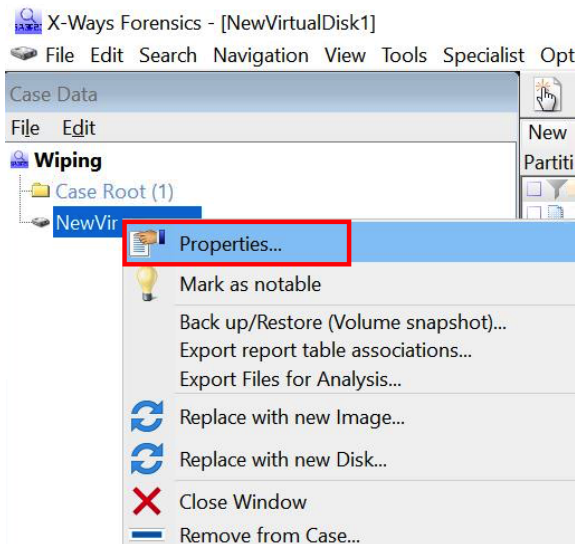 X-Ways Forensics - [NewVirtualDisk1]
File Edit Search Navigation View Tools Specialist Opt
Case Data
File Edit
New
Wiping
Partiti
Case Root (1)
NewVir
Properties...
Mark as notable
Back up/Restore (Volume snapshot)...
Export report table associations...
Export Files for Analysis...
Replace with new Image...
Replace with new Disk...
Close Window
Remove from Case...